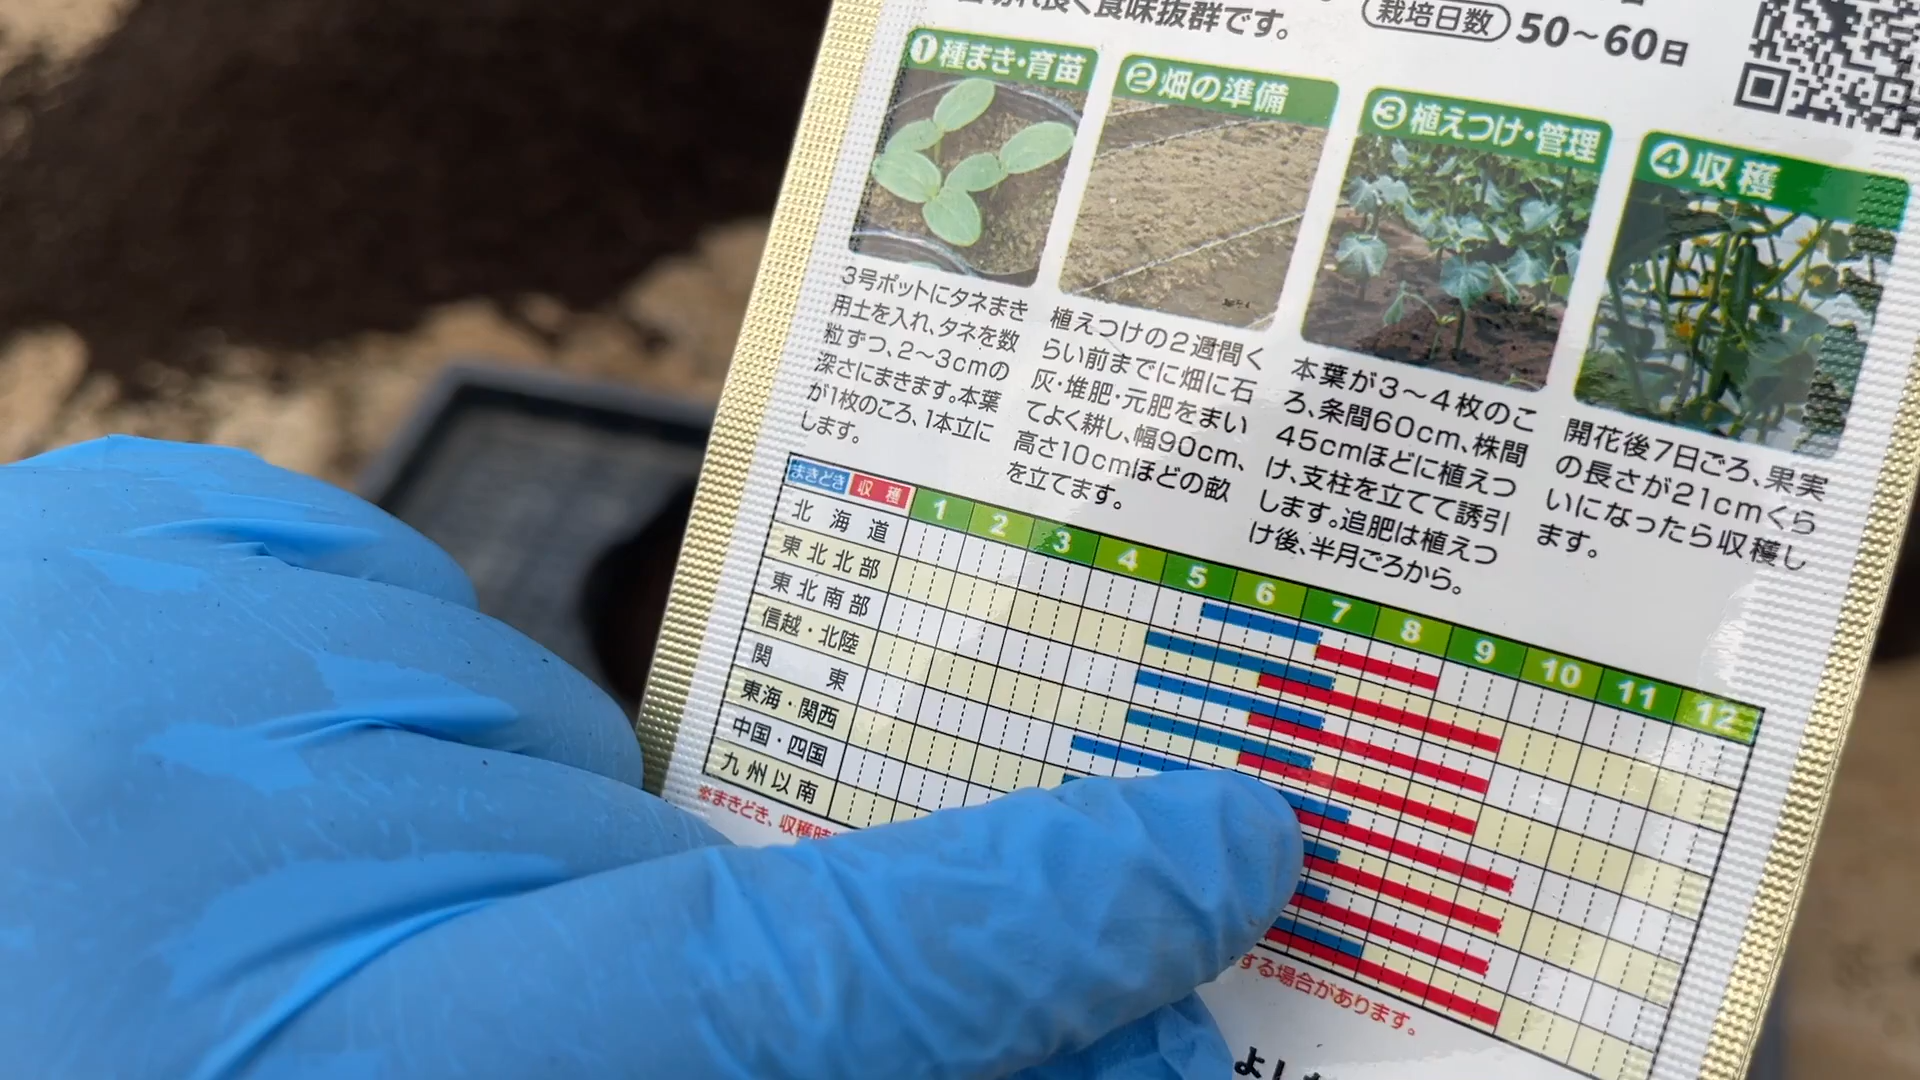 食味抜群です。
栽培日数 50～60日
①種まき・育苗
3号ポットにタネまき
用土を入れ、タネを数
粒ずつ、2～3cmの
深さにまきます。本葉
が1枚のころ、1本立に
します。
②畑の準備
植えつけの2週間く
らい前までに畑に石
灰・堆肥・元肥をまい
てよく耕し、幅90cm、
高さ10cmほどの畝
を立てます。
③植えつけ・管理
本葉が3～4枚のこ
ろ、条間60cm、株間
45cmほどに植えつ
け、支柱を立てて誘引
します。追肥は植えつ
け後、半月ごろから。
④収穫
開花後7日ごろ、果実
の長さが21cmくら
いになったら収穫し
ます。
まきどき 収穫 1 2 3 4 5 6 7 8 9 10 11 12
北海道
東北北部
東北南部
信越・北陸
関東
東海・関西
中国・四国
九州以南
※まきどき、収穫時
する場合があります。